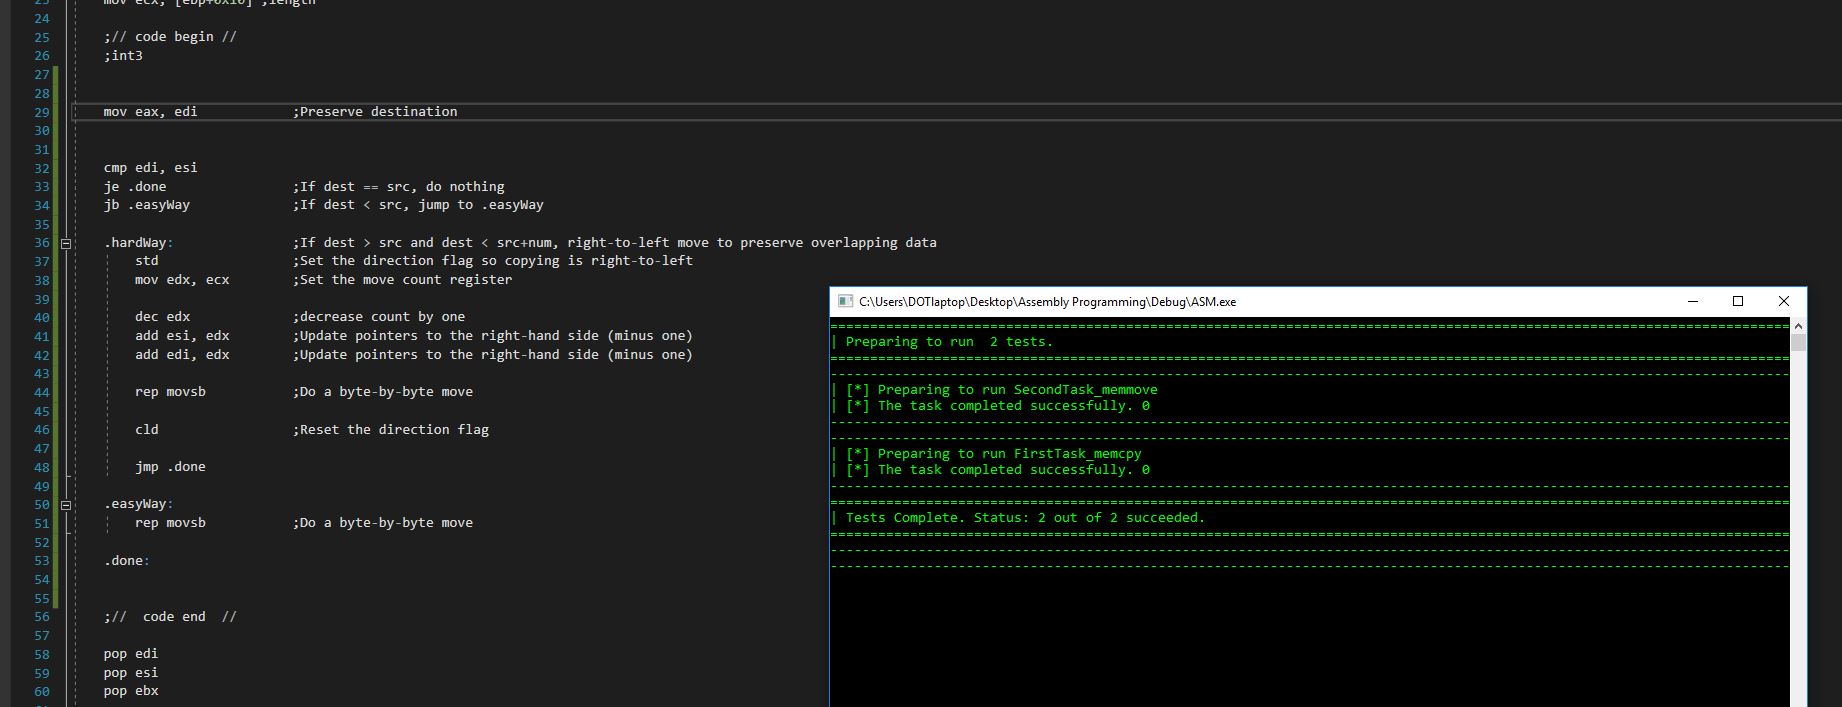 23 mov ecx, [ebp+0x10] ;length
24
25 ;// code begin //
26 ;int3
27
28
29 mov eax, edi ;Preserve destination
30
31
32 cmp edi, esi
33 je .done ;If dest == src, do nothing
34 jb .easyWay ;If dest < src, jump to .easyWay
35
36 .hardWay: ;If dest > src and dest < src+num, right-to-left move to preserve overlapping data
37 std ;Set the direction flag so copying is right-to-left
38 mov edx, ecx ;Set the move count register
39
40 dec edx ;decrease count by one
41 add esi, edx ;Update pointers to the right-hand side (minus one)
42 add edi, edx ;Update pointers to the right-hand side (minus one)
43
44 rep movsb ;Do a byte-by-byte move
45
46 cld ;Reset the direction flag
47
48 jmp .done
49
50 .easyWay:
51 rep movsb ;Do a byte-by-byte move
52
53 .done:
54
55
56 ;// code end //
57
58 pop edi
59 pop esi
60 pop ebx
C:\Users\DOTlaptop\Desktop\Assembly Programming\Debug\ASM.exe
| Preparing to run 2 tests.
| [*] Preparing to run SecondTask_memmove
| [*] The task completed successfully. 0
| [*] Preparing to run FirstTask_memcpy
| [*] The task completed successfully. 0
| Tests Complete. Status: 2 out of 2 succeeded.